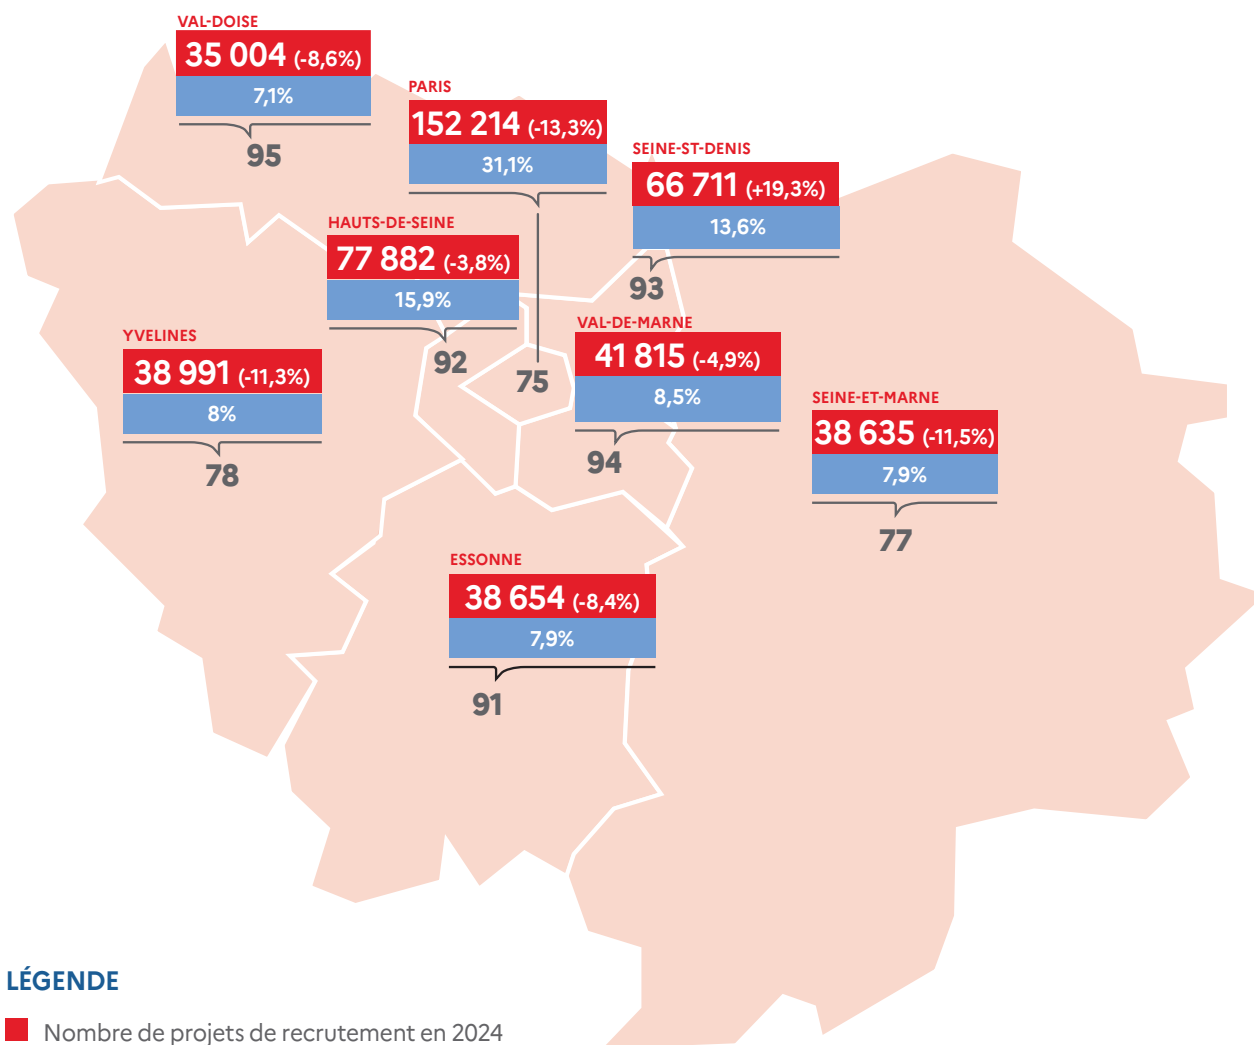 VAL-DOISE
35 004 (-8,6%)
7,1%
95
PARIS
152 214 (-13,3%)
31,1%
75
SEINE-ST-DENIS
66 711 (+19,3%)
13,6%
93
HAUTS-DE-SEINE
77 882 (-3,8%)
15,9%
92
VAL-DE-MARNE
41 815 (-4,9%)
8,5%
94
YVELINES
38 991 (-11,3%)
8%
78
SEINE-ET-MARNE
38 635 (-11,5%)
7,9%
77
ESSONNE
38 654 (-8,4%)
7,9%
91
LÉGENDE
Nombre de projets de recrutement en 2024